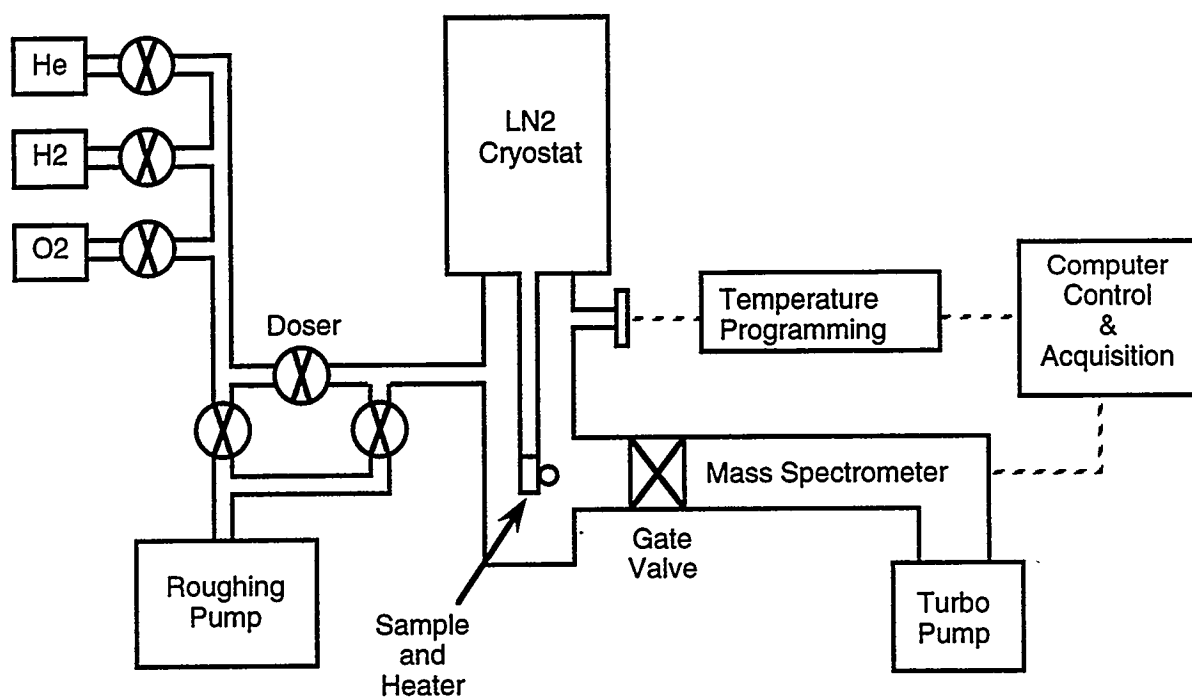 He
H2
O2
Doser
LN2
Cryostat
Temperature
Programming
Computer
Control
&
Acquisition
Mass Spectrometer
Gate
Valve
Roughing
Pump
Sample
and
Heater
Turbo
Pump